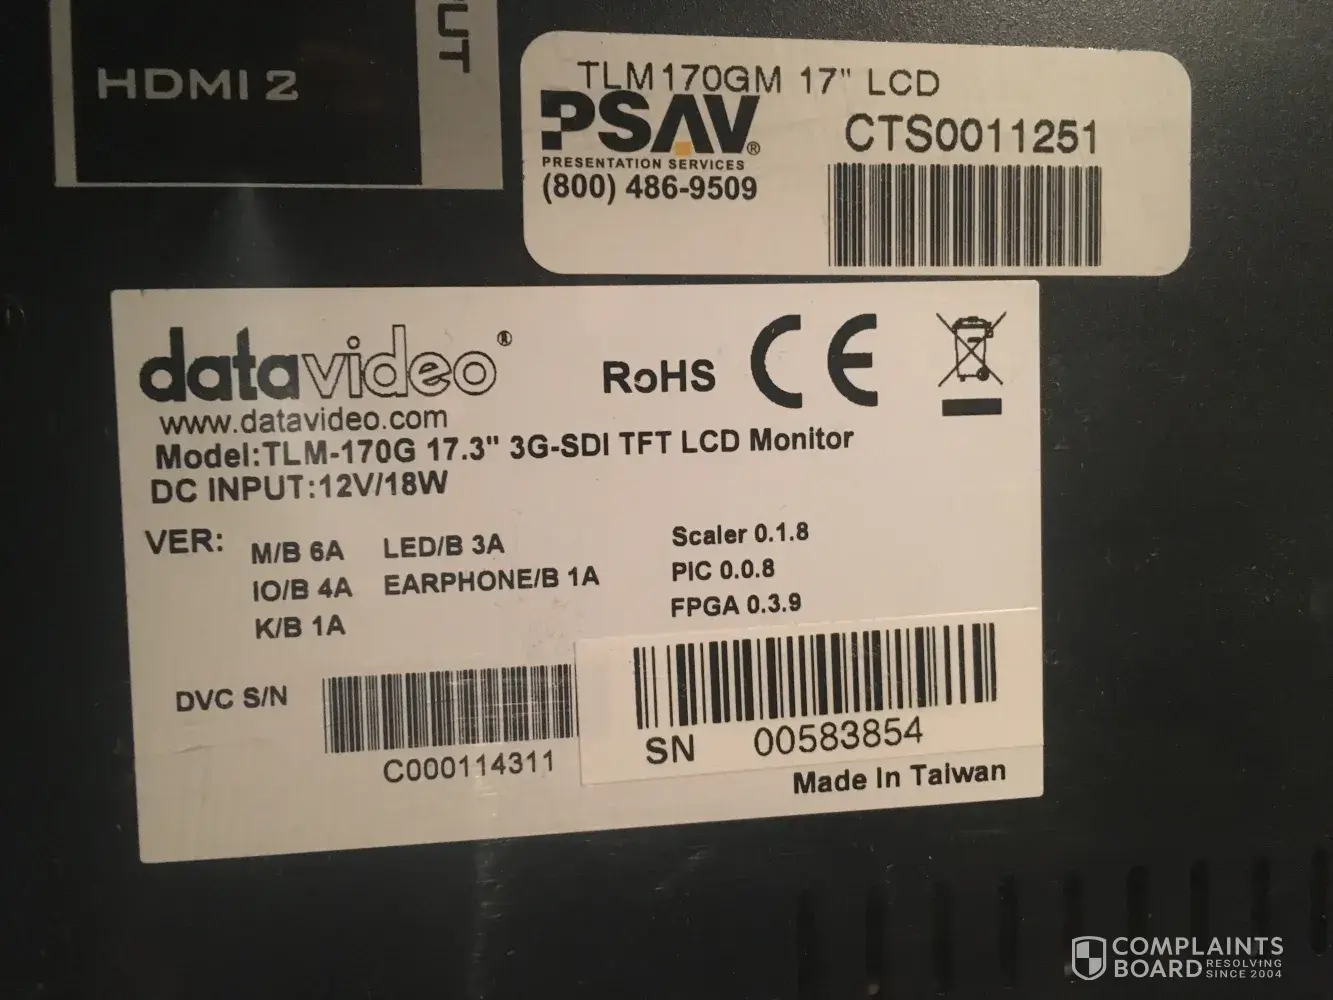 HDMI 2
PUT
TLM170GM 17" LCD
PSAV®
PRESENTATION SERVICES
(800) 486-9509
CTS0011251
datavideo®
www.datavideo.com
RoHS CE
Model:TLM-170G 17.3" 3G-SDI TFT LCD Monitor
DC INPUT:12V/18W
VER:
M/B 6A LED/B 3A Scaler 0.1.8
IO/B 4A EARPHONE/B 1A PIC 0.0.8
K/B 1A FPGA 0.3.9
DVC S/N
C000114311
SN 00583854
Made In Taiwan
COMPLAINTS
BOARD RESOLVING
SINCE 2004